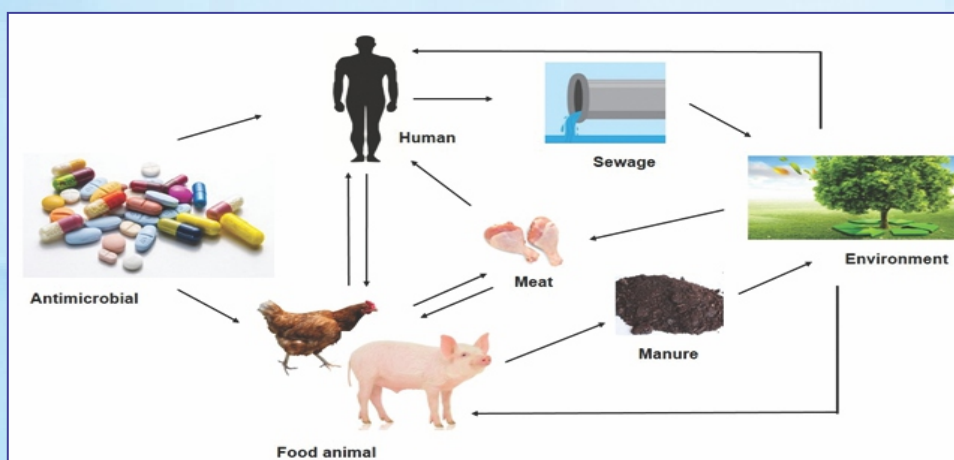 Human
Sewage
Antimicrobial
Meat
Environment
Manure
Food animal